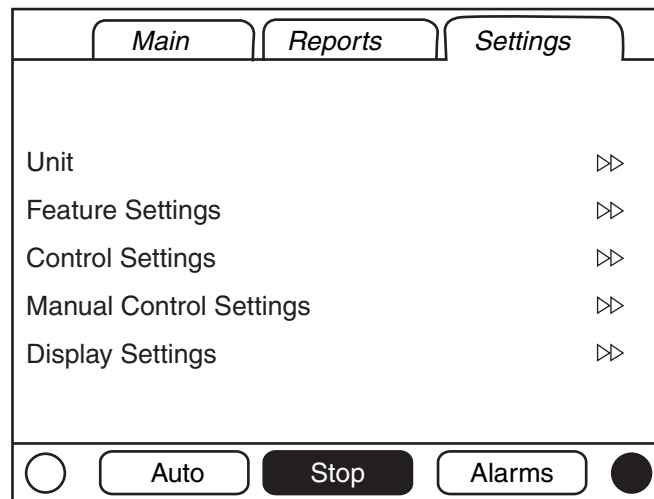 Main Reports Settings
Unit
Feature Settings
Control Settings
Manual Control Settings
Display Settings
Auto Stop Alarms